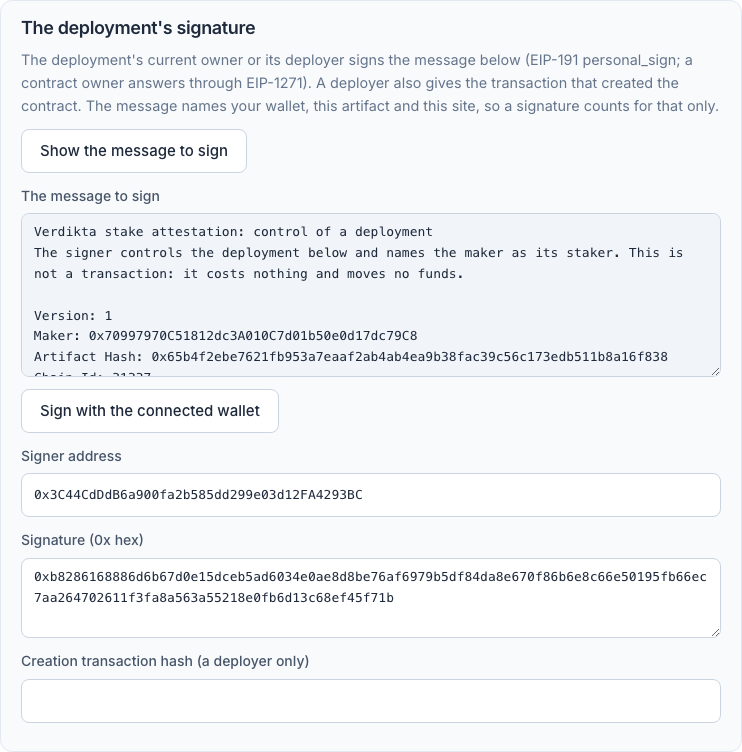 The deployment's signature
The deployment's current owner or its deployer signs the message below (EIP-191 personal_sign; a
contract owner answers through EIP-1271). A deployer also gives the transaction that created the
contract. The message names your wallet, this artifact and this site, so a signature counts for that only.
Show the message to sign
The message to sign
Verdikta stake attestation: control of a deployment
The signer controls the deployment below and names the maker as its staker. This is
not a transaction: it costs nothing and moves no funds.
Version: 1
Maker: 0x70997970C51812dc3A010C7d01b50e0d17dc79C8
Artifact Hash: 0x65b4f2ebe7621fb953a7eaaf2ab4ab4ea9b38fac39c56c173edb511b8a16f838
Sign with the connected wallet
Signer address
0x3C44CdDdB6a900fa2b585dd299e03d12FA4293BC
Signature (0x hex)
0xb8286168886d6b67d0e15dceb5ad6034e0ae8d8be76af6979b5df84da8e670f86b6e8c66e50195fb66ec
7aa264702611f3fa8a563a55218e0fb6d13c68ef45f71b
Creation transaction hash (a deployer only)